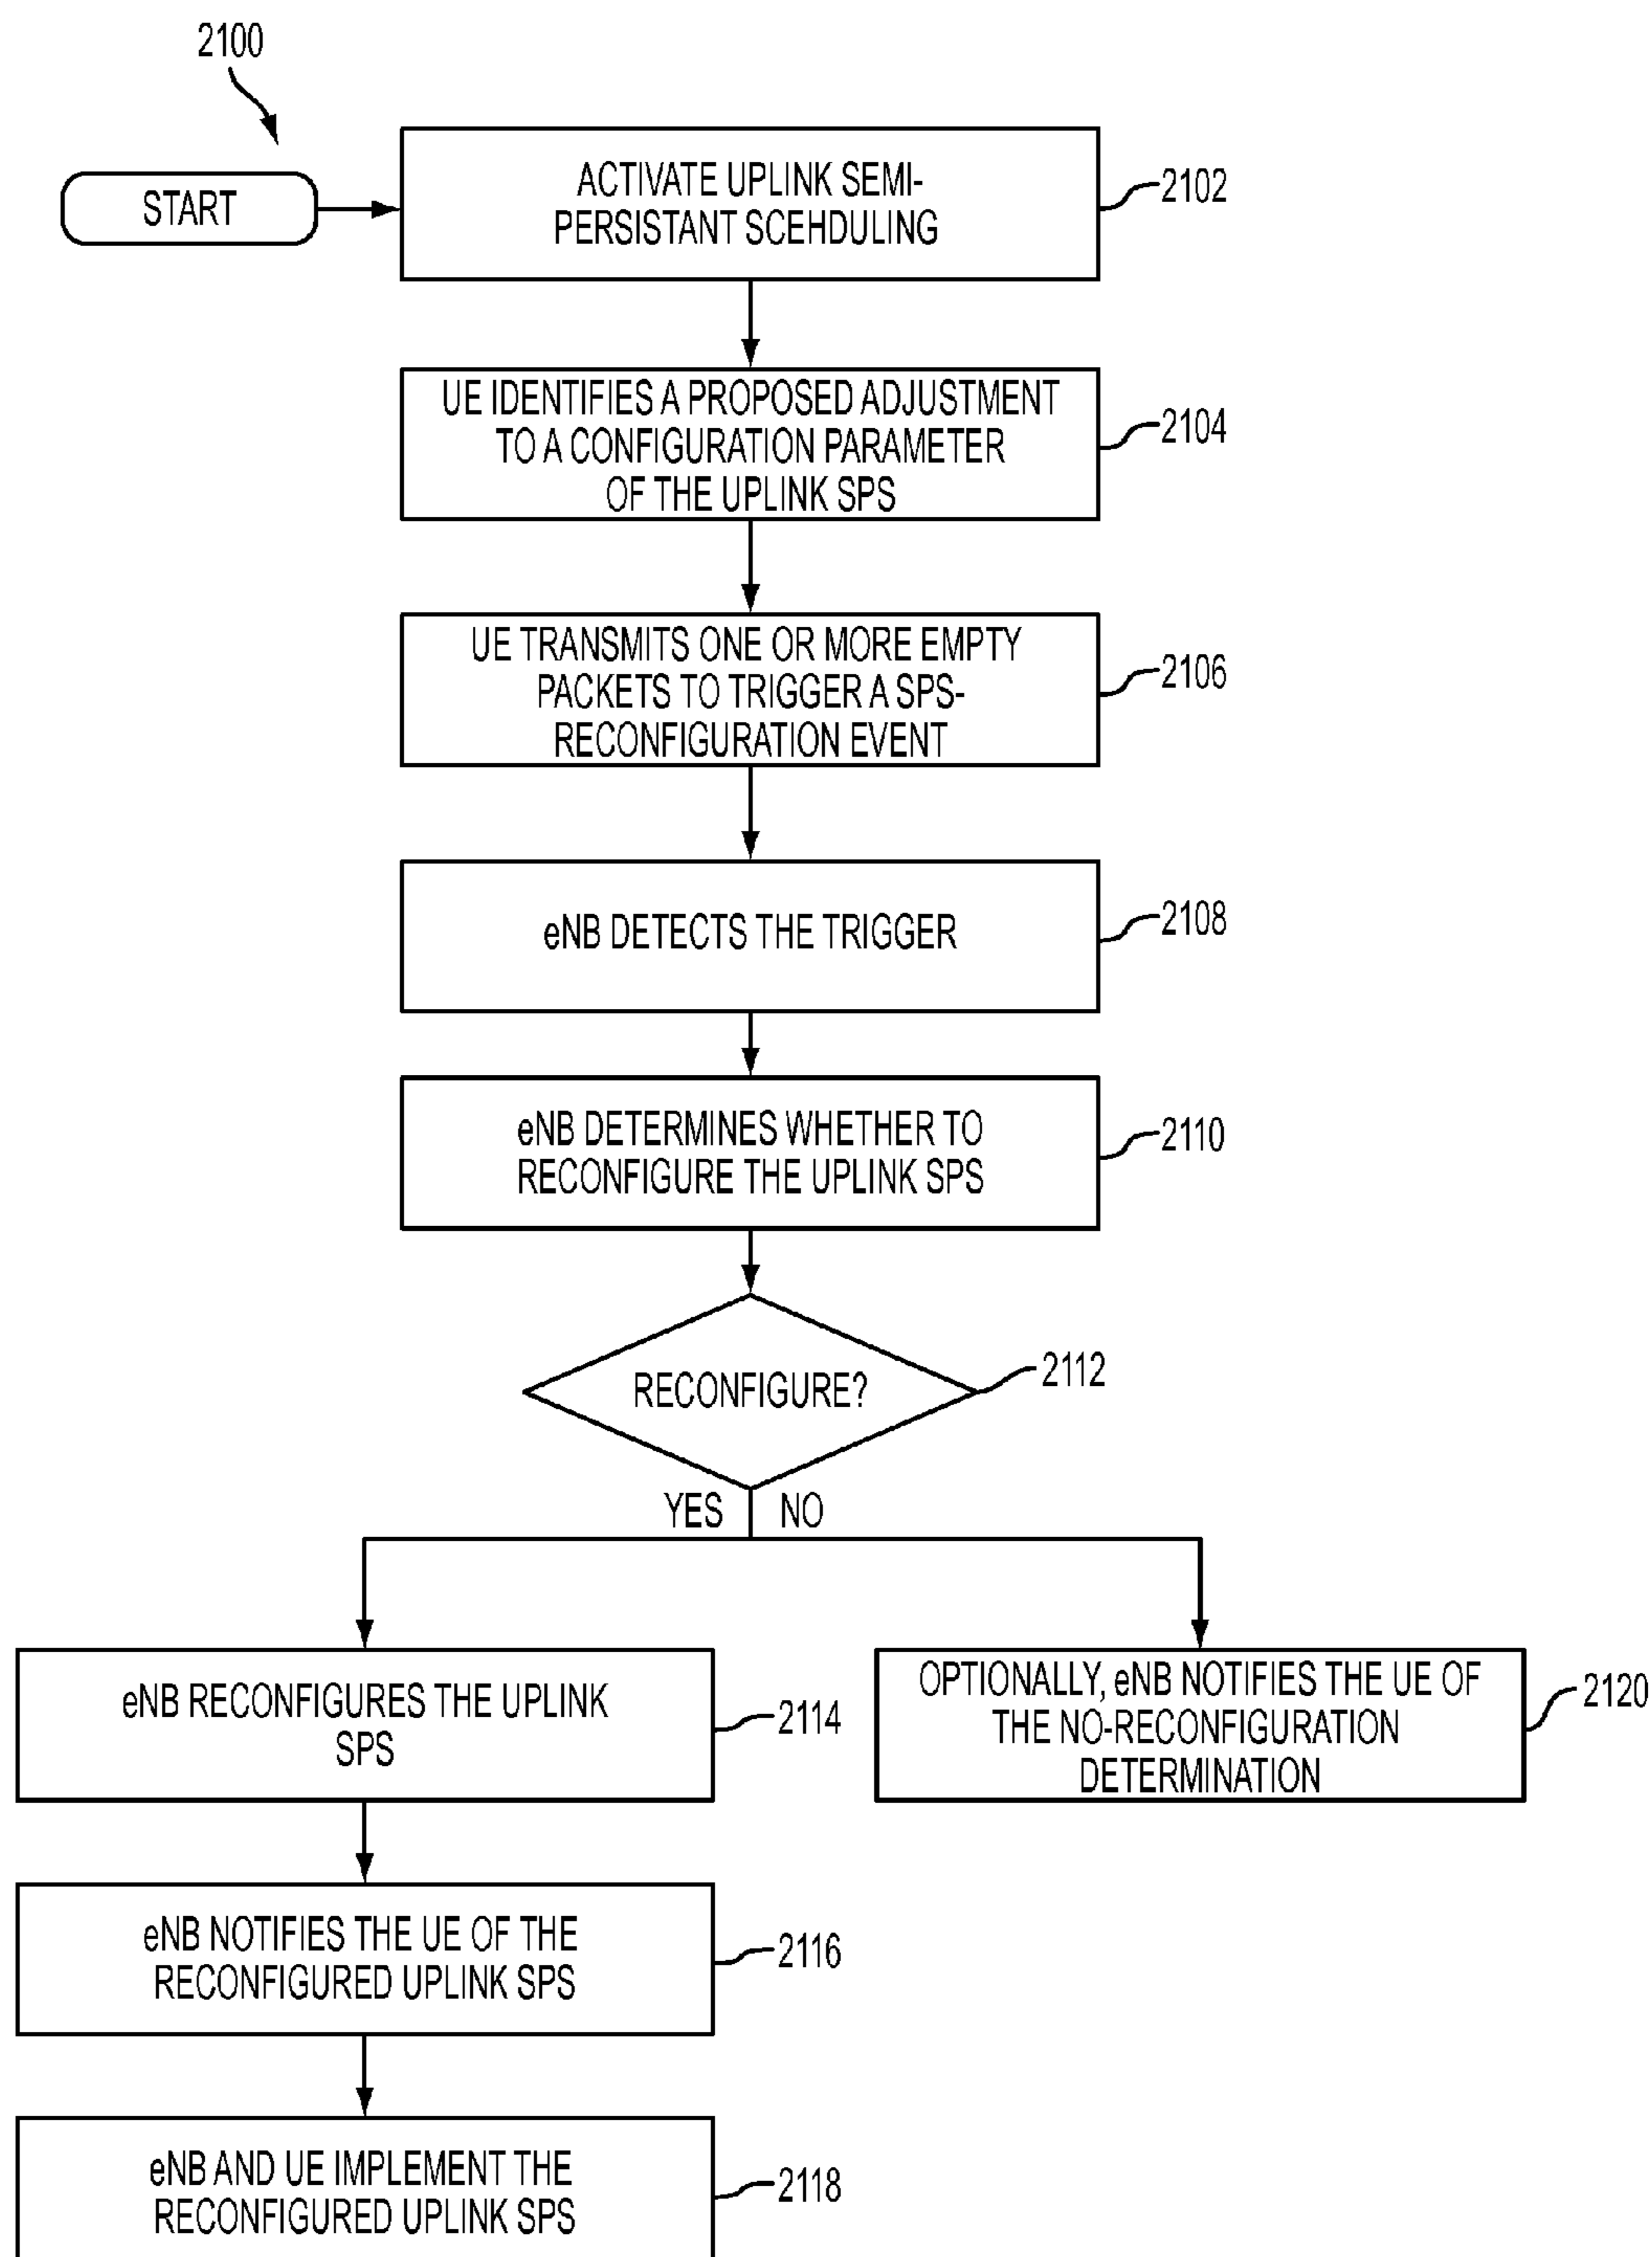 2100
START
ACTIVATE UPLINK SEMI-
PERSISTANT SCEHDULING
2102
UE IDENTIFIES A PROPOSED ADJUSTMENT
TO A CONFIGURATION PARAMETER
OF THE UPLINK SPS
2104
UE TRANSMITS ONE OR MORE EMPTY
PACKETS TO TRIGGER A SPS-
RECONFIGURATION EVENT
2106
eNB DETECTS THE TRIGGER
2108
eNB DETERMINES WHETHER TO
RECONFIGURE THE UPLINK SPS
2110
RECONFIGURE?
2112
YES
NO
eNB RECONFIGURES THE UPLINK
SPS
2114
OPTIONALLY, eNB NOTIFIES THE UE OF
THE NO-RECONFIGURATION
DETERMINATION
2120
eNB NOTIFIES THE UE OF THE
RECONFIGURED UPLINK SPS
2116
eNB AND UE IMPLEMENT THE
RECONFIGURED UPLINK SPS
2118